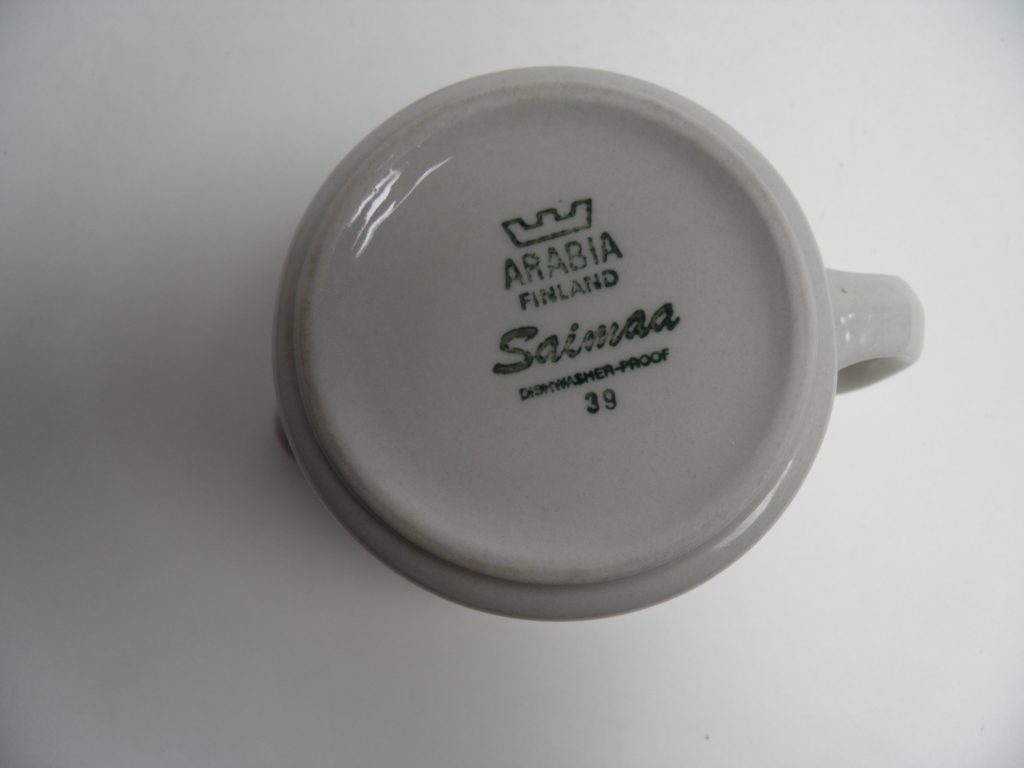 ARABIA
FINLAND
Saimaa
DISHWASHER-PROOF
39